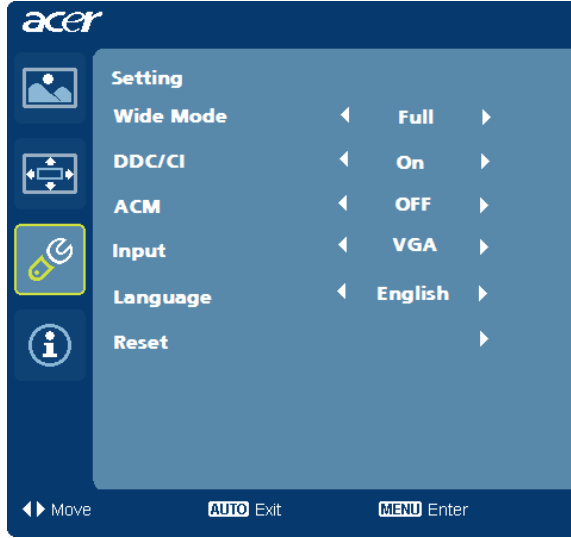 acer
Setting
Wide Mode Full
DDC/CI On
ACM OFF
Input VGA
Language English
Reset
Move AUTO Exit MENU Enter